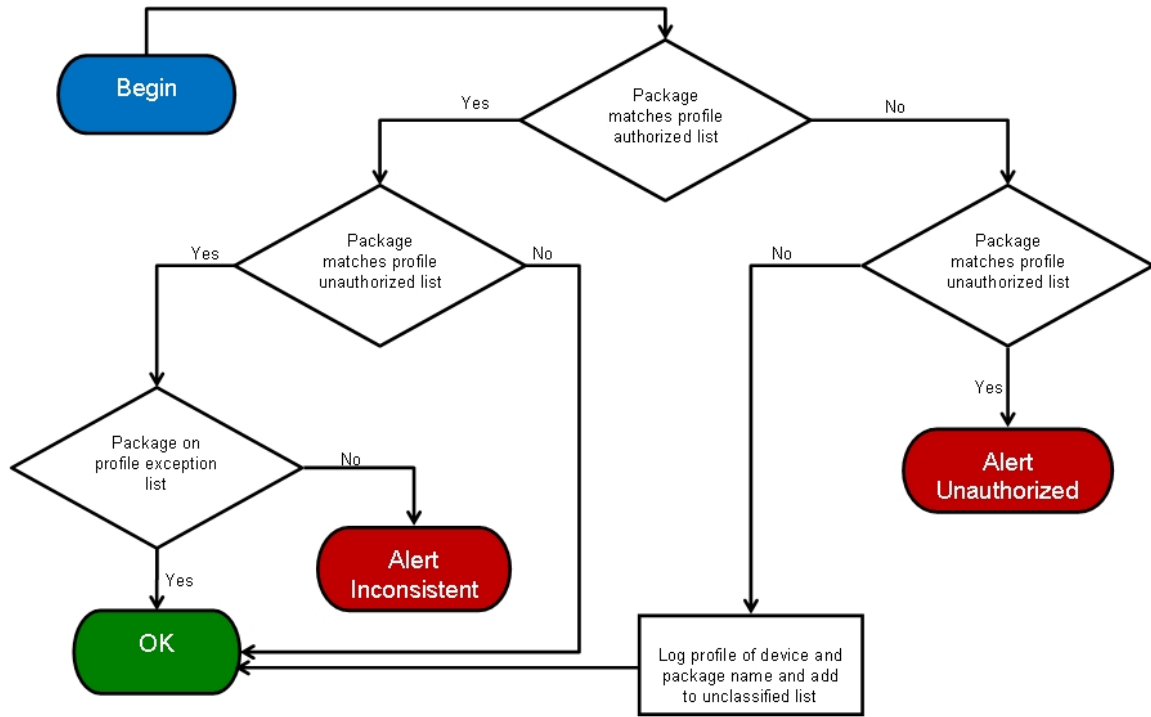 Begin
Package
matches profile
authorized list
Yes
No
Package
matches profile
unauthorized list
Yes
No
Package
matches profile
unauthorized list
No
Yes
Package on
profile exception
list
No
Yes
Alert
Unauthorized
Alert
Inconsistent
OK
Log profile of device and
package name and add
to unclassified list